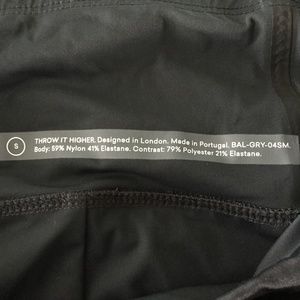 S
THROW IT HIGHER. Designed in London. Made in Portugal. BAL-GRY-04SM.
Body: 59% Nylon 41% Elastane. Contrast: 79% Polyester 21% Elastane.